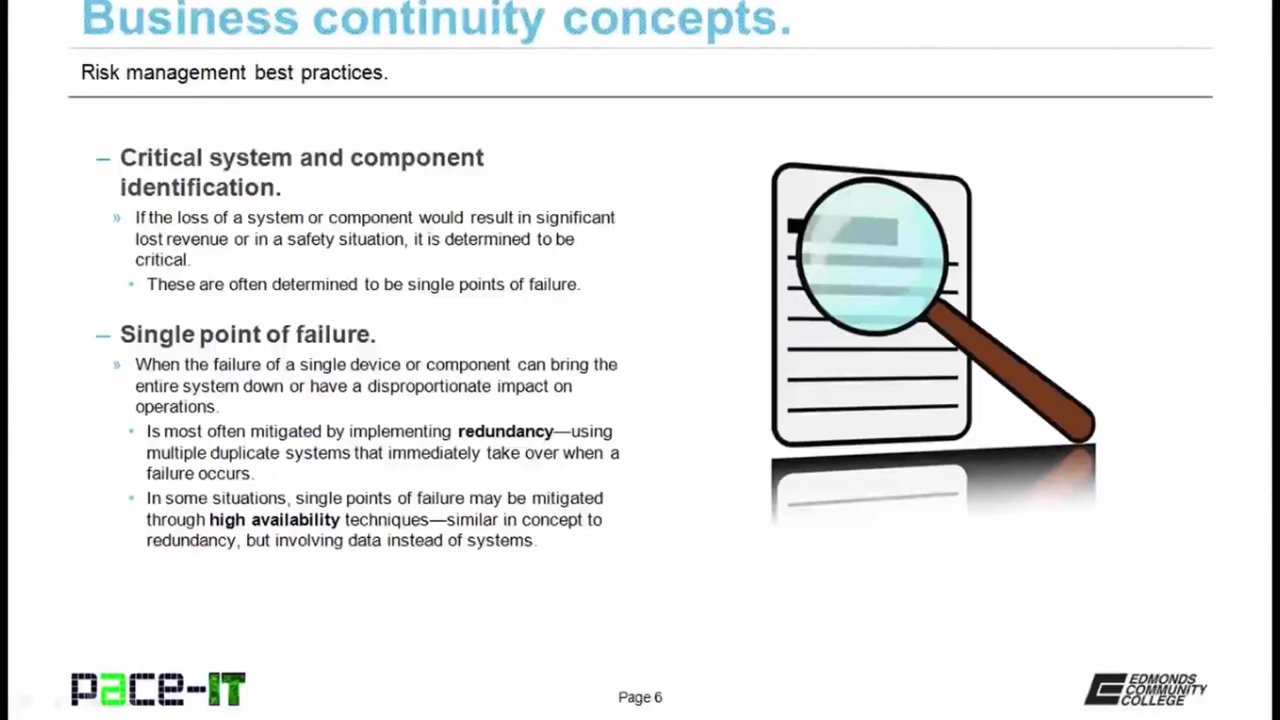 Business continuity concepts.
Risk management best practices.
– Critical system and component
identification.
» If the loss of a system or component would result in significant
lost revenue or in a safety situation, it is determined to be
critical.
• These are often determined to be single points of failure.
– Single point of failure.
» When the failure of a single device or component can bring the
entire system down or have a disproportionate impact on
operations.
• Is most often mitigated by implementing redundancy—using
multiple duplicate systems that immediately take over when a
failure occurs.
• In some situations, single points of failure may be mitigated
through high availability techniques—similar in concept to
redundancy, but involving data instead of systems.
pace-IT
Page 6
EDMONDS
COMMUNITY
COLLEGE